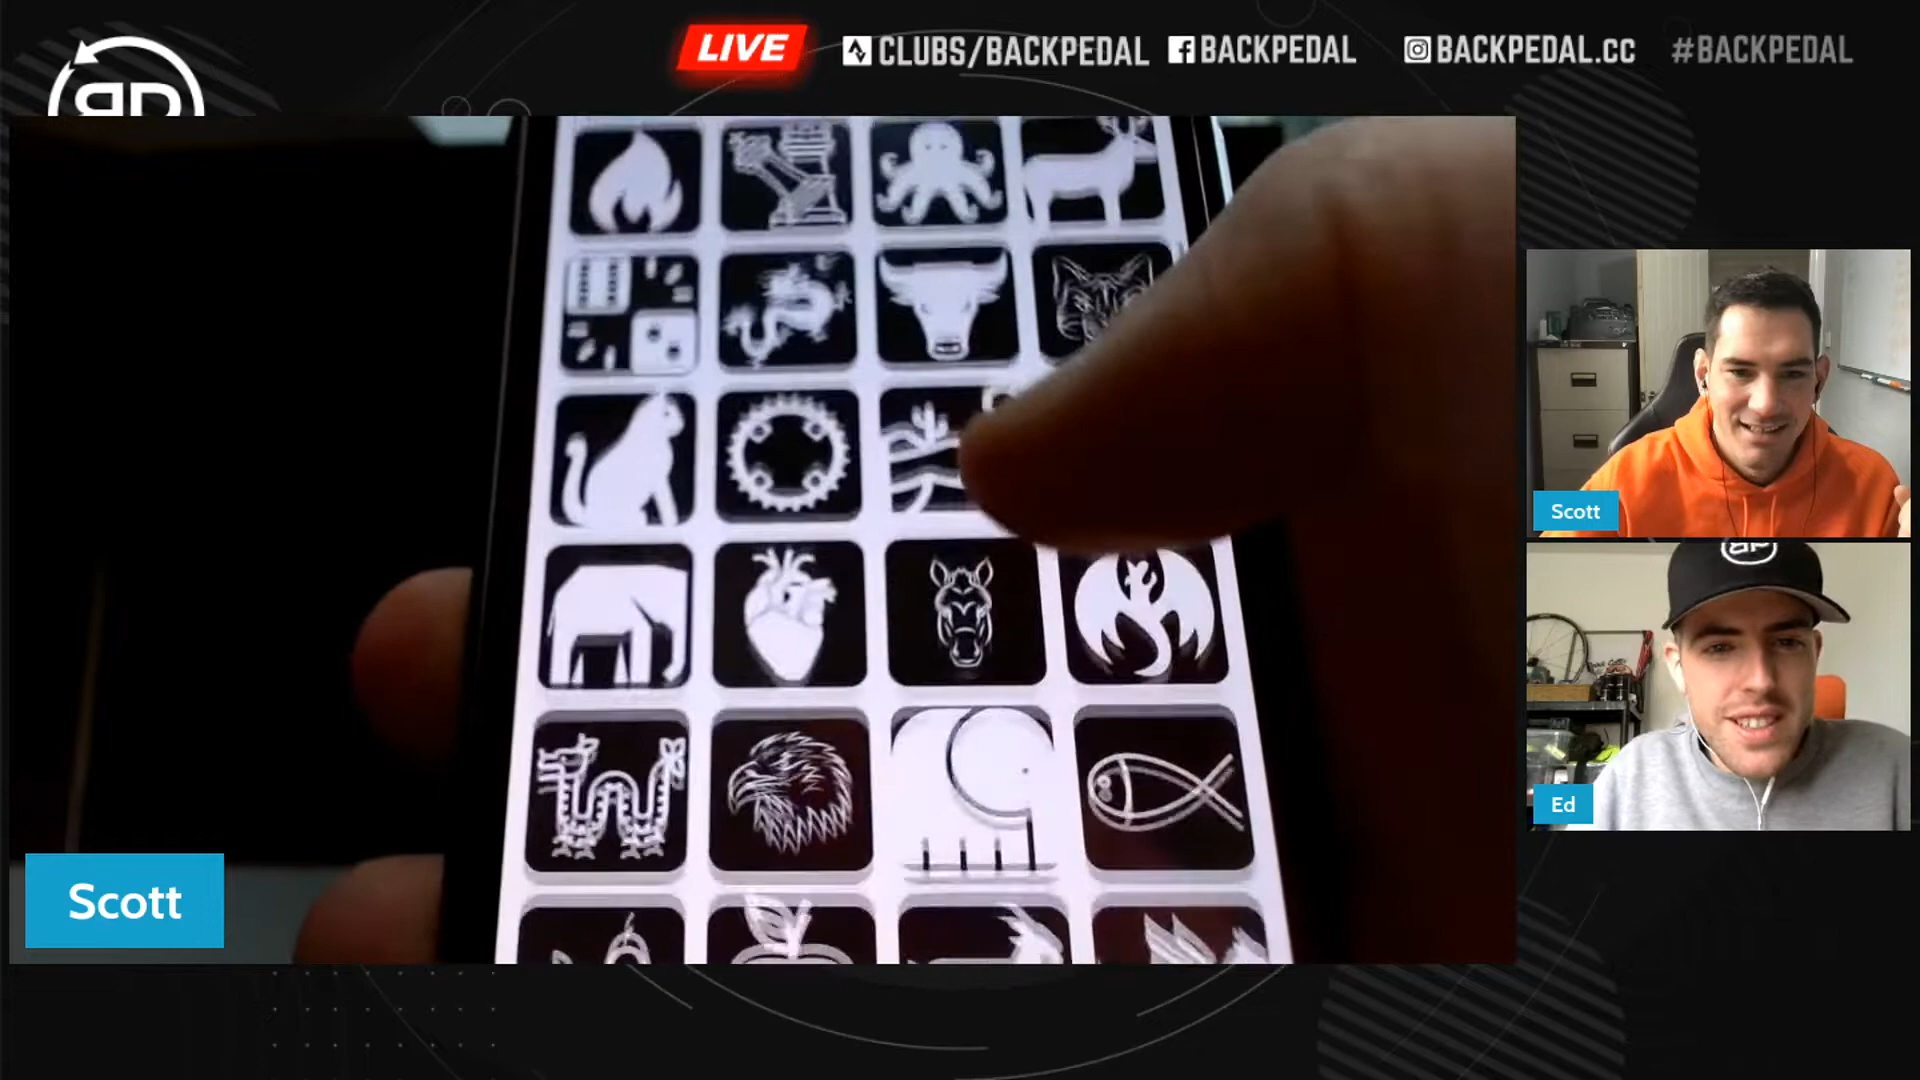 LIVE
CLUBS/BACKPEDAL
BACKPEDAL
BACKPEDAL.CC
#BACKPEDAL
Scott
Ed
Scott